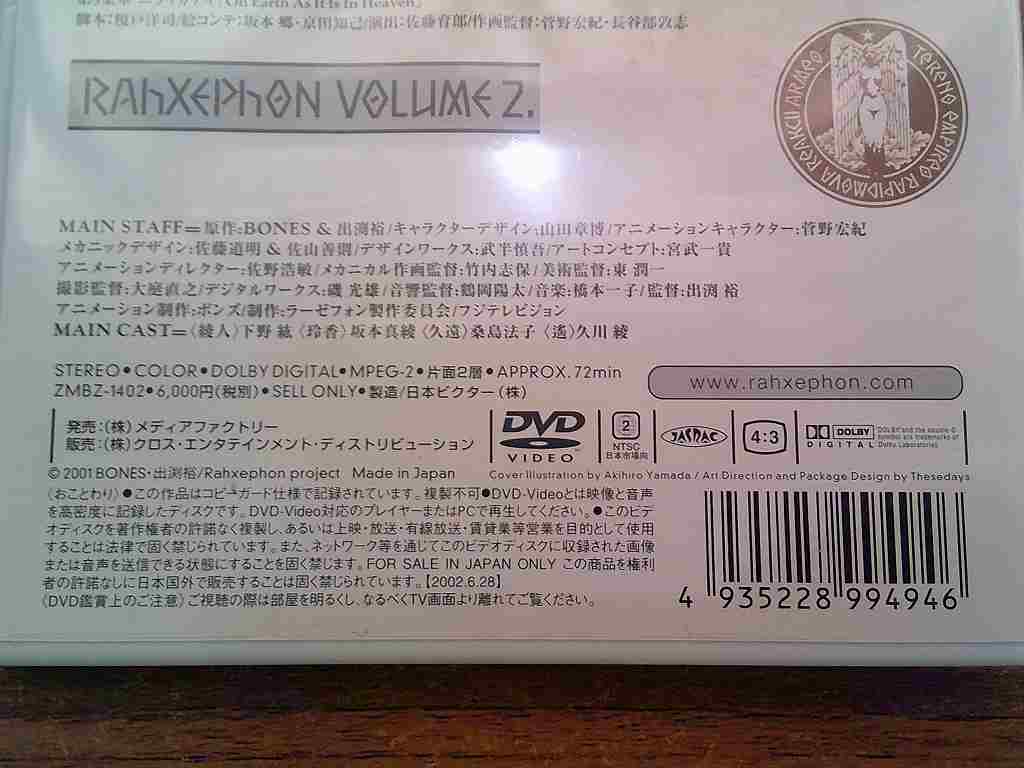 On Earth As It Is In Heaven」
脚本:榎戸洋司/絵コンテ:坂本 郷・京田知己/演出:佐藤育郎/作画監督:菅野宏紀・長谷部敦志
RAhXEPhON VOLUME 2.
TERENO EMPIREO RAPIDMOVA REAKCII ARMEO
MAIN STAFF=原作:BONES & 出渕裕/キャラクターデザイン:山田章博/アニメーションキャラクター:菅野宏紀
メカニックデザイン:佐藤道明 & 佐山善則/デザインワークス:武半慎吾/アートコンセプト:宮武一貴
アニメーションディレクター:佐野浩敏/メカニカル作画監督:竹内志保/美術監督:東 潤一
撮影監督:大庭直之/デジタルワークス:磯 光雄/音響監督:鶴岡陽太/音楽:橋本一子/監督:出渕 裕
アニメーション制作:ボンズ/制作:ラーゼフォン製作委員会/フジテレビジョン
MAIN CAST=〈綾人〉下野 紘〈玲香〉坂本真綾〈久遠〉桑島法子〈遙〉久川 綾
STEREO●COLOR●DOLBY DIGITAL●MPEG-2●片面2層●APPROX.72min
ZMBZ-1402●6,000円(税別)●SELL ONLY●製造/日本ビクター(株)
www.rahxephon.com
発売:(株)メディアファクトリー
販売:(株)クロス・エンタテインメント・ディストリビューション
DVD
VIDEO
2
NTSC
日本市場向
JASRAC
4:3
DOLBY
DIGITAL
DOLBY and the double-D
symbol are trademarks of
Dolby Laboratories.
©2001 BONES・出渕裕/Rahxephon project Made in Japan
Cover Illustration by Akihiro Yamada / Art Direction and Package Design by Thesedays
〈おことわり〉●この作品はコピーガード仕様で記録されています。複製不可●DVD-Videoとは映像と音声
を高密度に記録したディスクです。DVD-Video対応のプレイヤーまたはPCで再生してください。●このビデ
オディスクを著作権者の許諾なく複製し、あるいは上映・放送・有線放送・賃貸業等営業を目的として使用
することは法律で固く禁じられています。また、ネットワーク等を通じてこのビデオディスクに収録された画像
または音声を送信できる状態にすることを固く禁じます。FOR SALE IN JAPAN ONLY この商品を権利
者の許諾なしに日本国外で販売することは固く禁じられています。【2002.6.28】
〈DVD鑑賞上のご注意〉ご視聴の際は部屋を明るくし、なるべくTV画面より離れてご覧ください。
4 935228 994946